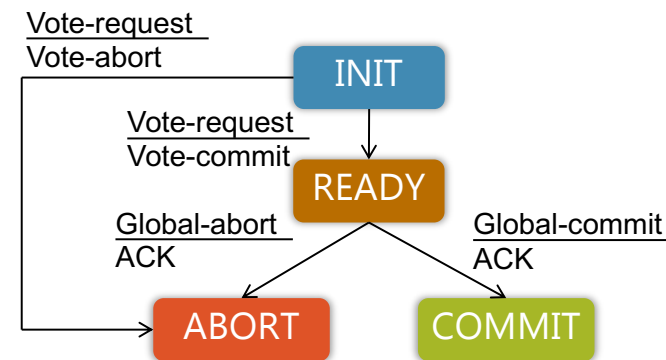 Vote-request
Vote-abort
INIT
Vote-request
Vote-commit
READY
Global-abort
ACK
Global-commit
ACK
ABORT
COMMIT